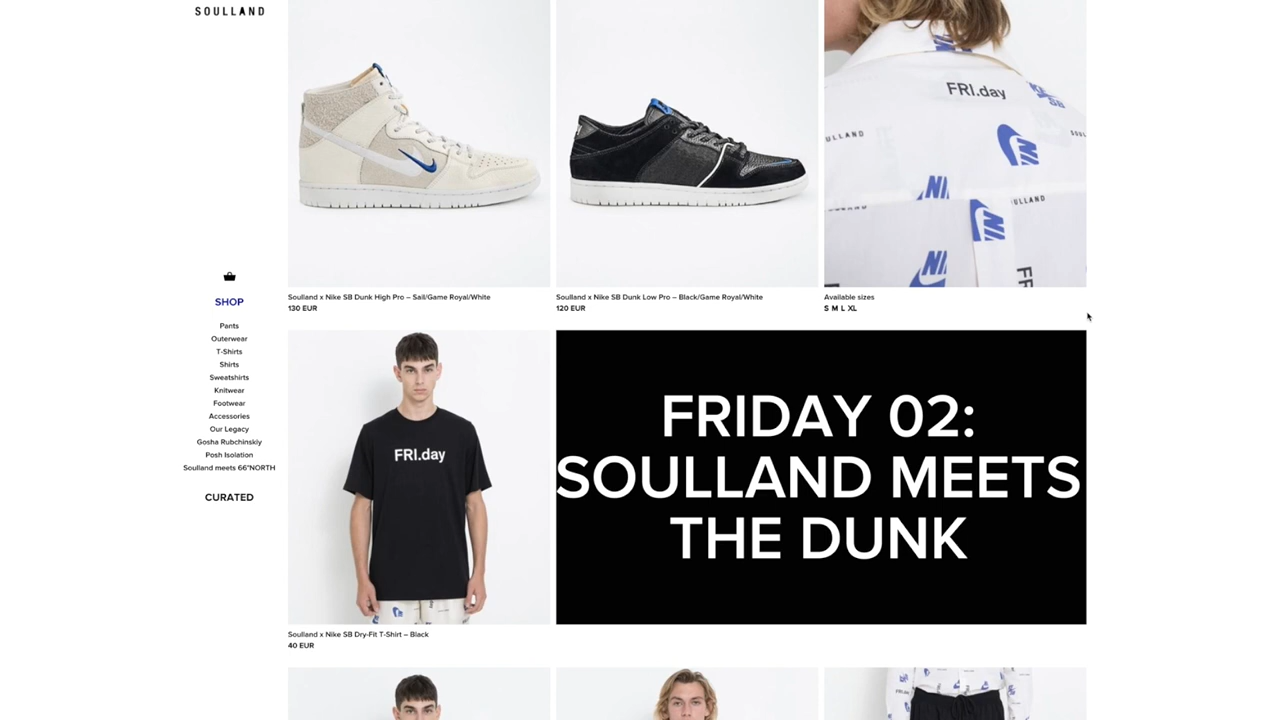 SOULLAND
FRI.day
SOULLAND
Soulland x Nike SB Dunk High Pro – Sail/Game Royal/White
130 EUR
Soulland x Nike SB Dunk Low Pro – Black/Game Royal/White
120 EUR
Available sizes
S M L XL
SHOP
Pants
Outerwear
T-Shirts
Shirts
Sweatshirts
Knitwear
Footwear
Accessories
Our Legacy
Gosha Rubchinskiy
Posh Isolation
Soulland meets 66°NORTH
CURATED
FRI.day
FRIDAY 02:
SOULLAND MEETS
THE DUNK
Soulland x Nike SB Dry-Fit T-Shirt – Black
40 EUR